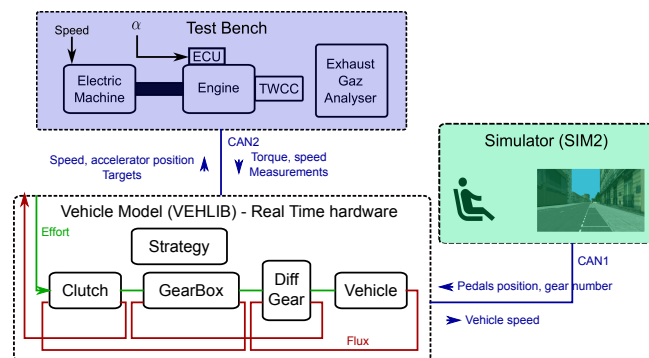 Test Bench
Speed
α
ECU
Electric
Machine
Engine
TWCC
Exhaust
Gaz
Analyser
CAN2
Speed, accelerator position
Targets
Torque, speed
Measurements
Simulator (SIM2)
CAN1
Pedals position, gear number
Vehicle speed
Vehicle Model (VEHLIB) - Real Time hardware
Effort
Strategy
Clutch
GearBox
Diff
Gear
Vehicle
Flux